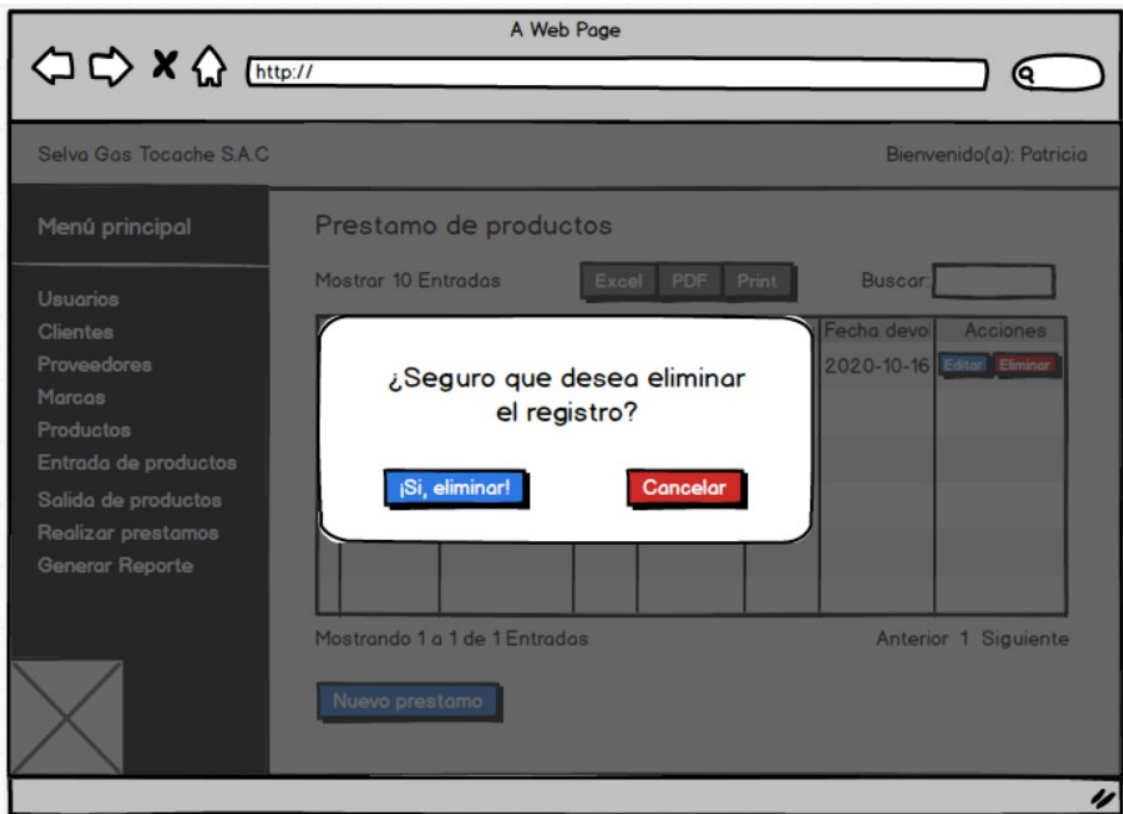 A Web Page
http://
Selva Gas Tocache S.A.C
Bienvenido(a): Patricia
Menú principal
Usuarios
Clientes
Proveedores
Marcas
Productos
Entrada de productos
Salida de productos
Realizar prestamos
Generar Reporte
Prestamo de productos
Mostrar 10 Entradas
Excel PDF Print
Buscar:
Fecha devol Acciones
2020-10-16 Editar Eliminar
¿Seguro que desea eliminar
el registro?
¡Si, eliminar!
Cancelar
Mostrando 1 a 1 de 1 Entradas
Anterior 1 Siguiente
Nuevo prestamo